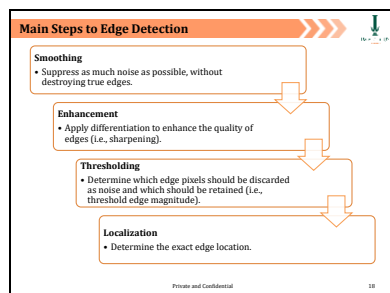 Main Steps to Edge Detection
Smoothing
• Suppress as much noise as possible, without
destroying true edges.
Enhancement
• Apply differentiation to enhance the quality of
edges (i.e., sharpening).
Thresholding
• Determine which edge pixels should be discarded
as noise and which should be retained (i.e.,
threshold edge magnitude).
Localization
• Determine the exact edge location.
Private and Confidential
18